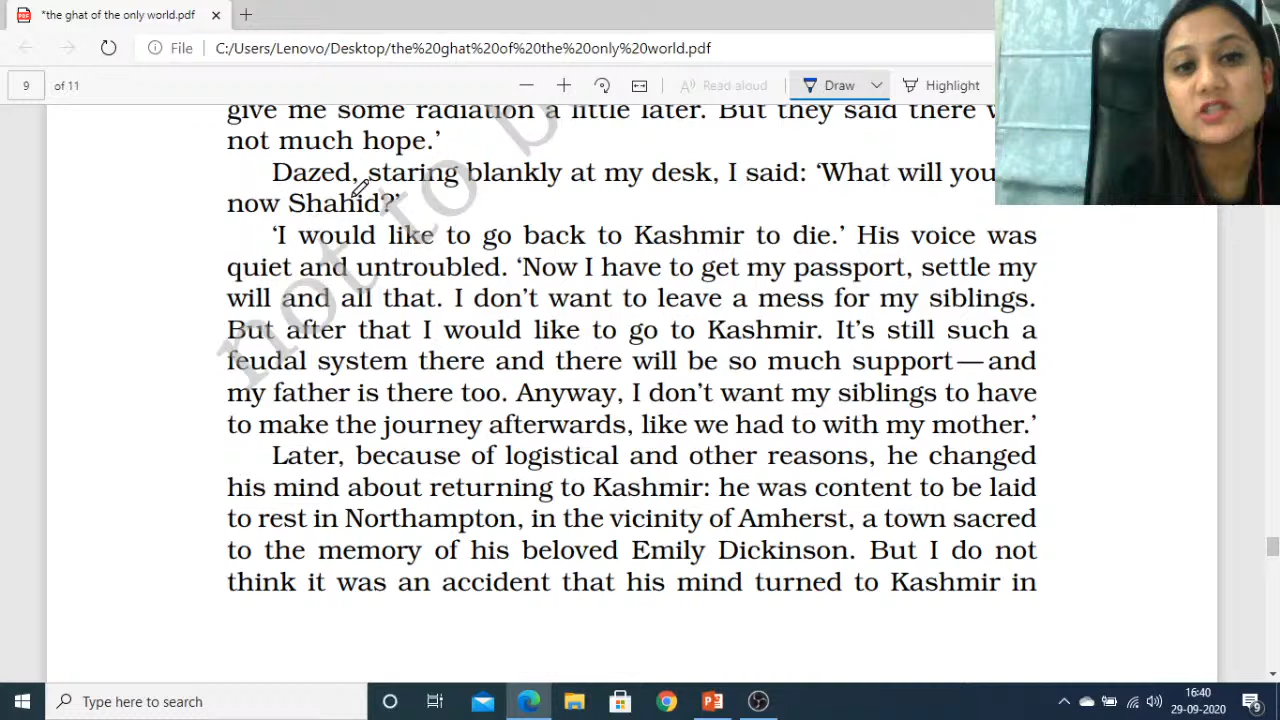 *the ghat of the only world.pdf
File C:/Users/Lenovo/Desktop/the%20ghat%20of%20the%20only%20world.pdf
9 of 11 Read aloud Draw Highlight
give me some radiation a little later. But they said there
not much hope.’
Dazed, staring blankly at my desk, I said: ‘What will you
now Shahid?’
‘I would like to go back to Kashmir to die.’ His voice was
quiet and untroubled. ‘Now I have to get my passport, settle my
will and all that. I don’t want to leave a mess for my siblings.
But after that I would like to go to Kashmir. It’s still such a
feudal system there and there will be so much support—and
my father is there too. Anyway, I don’t want my siblings to have
to make the journey afterwards, like we had to with my mother.’
Later, because of logistical and other reasons, he changed
his mind about returning to Kashmir: he was content to be laid
to rest in Northampton, in the vicinity of Amherst, a town sacred
to the memory of his beloved Emily Dickinson. But I do not
think it was an accident that his mind turned to Kashmir in
not to b
Type here to search
16:40
29-09-2020
9